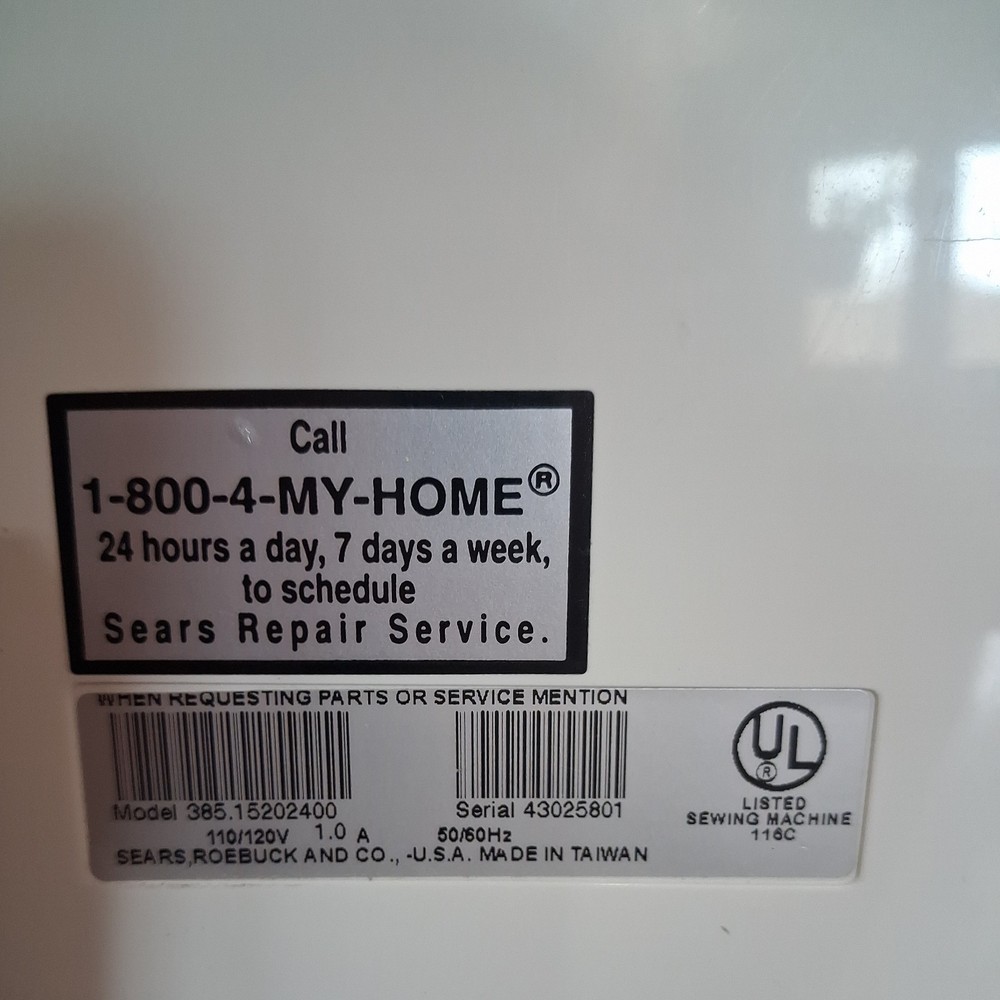 Call
1-800-4-MY-HOME®
24 hours a day, 7 days a week,
to schedule
Sears Repair Service.
WHEN REQUESTING PARTS OR SERVICE MENTION
Model 385.15202400 Serial 43025801
110/120V 1.0 A 50/60Hz
SEARS,ROEBUCK AND CO., -U.S.A. MADE IN TAIWAN
UL ®
LISTED
SEWING MACHINE
116C